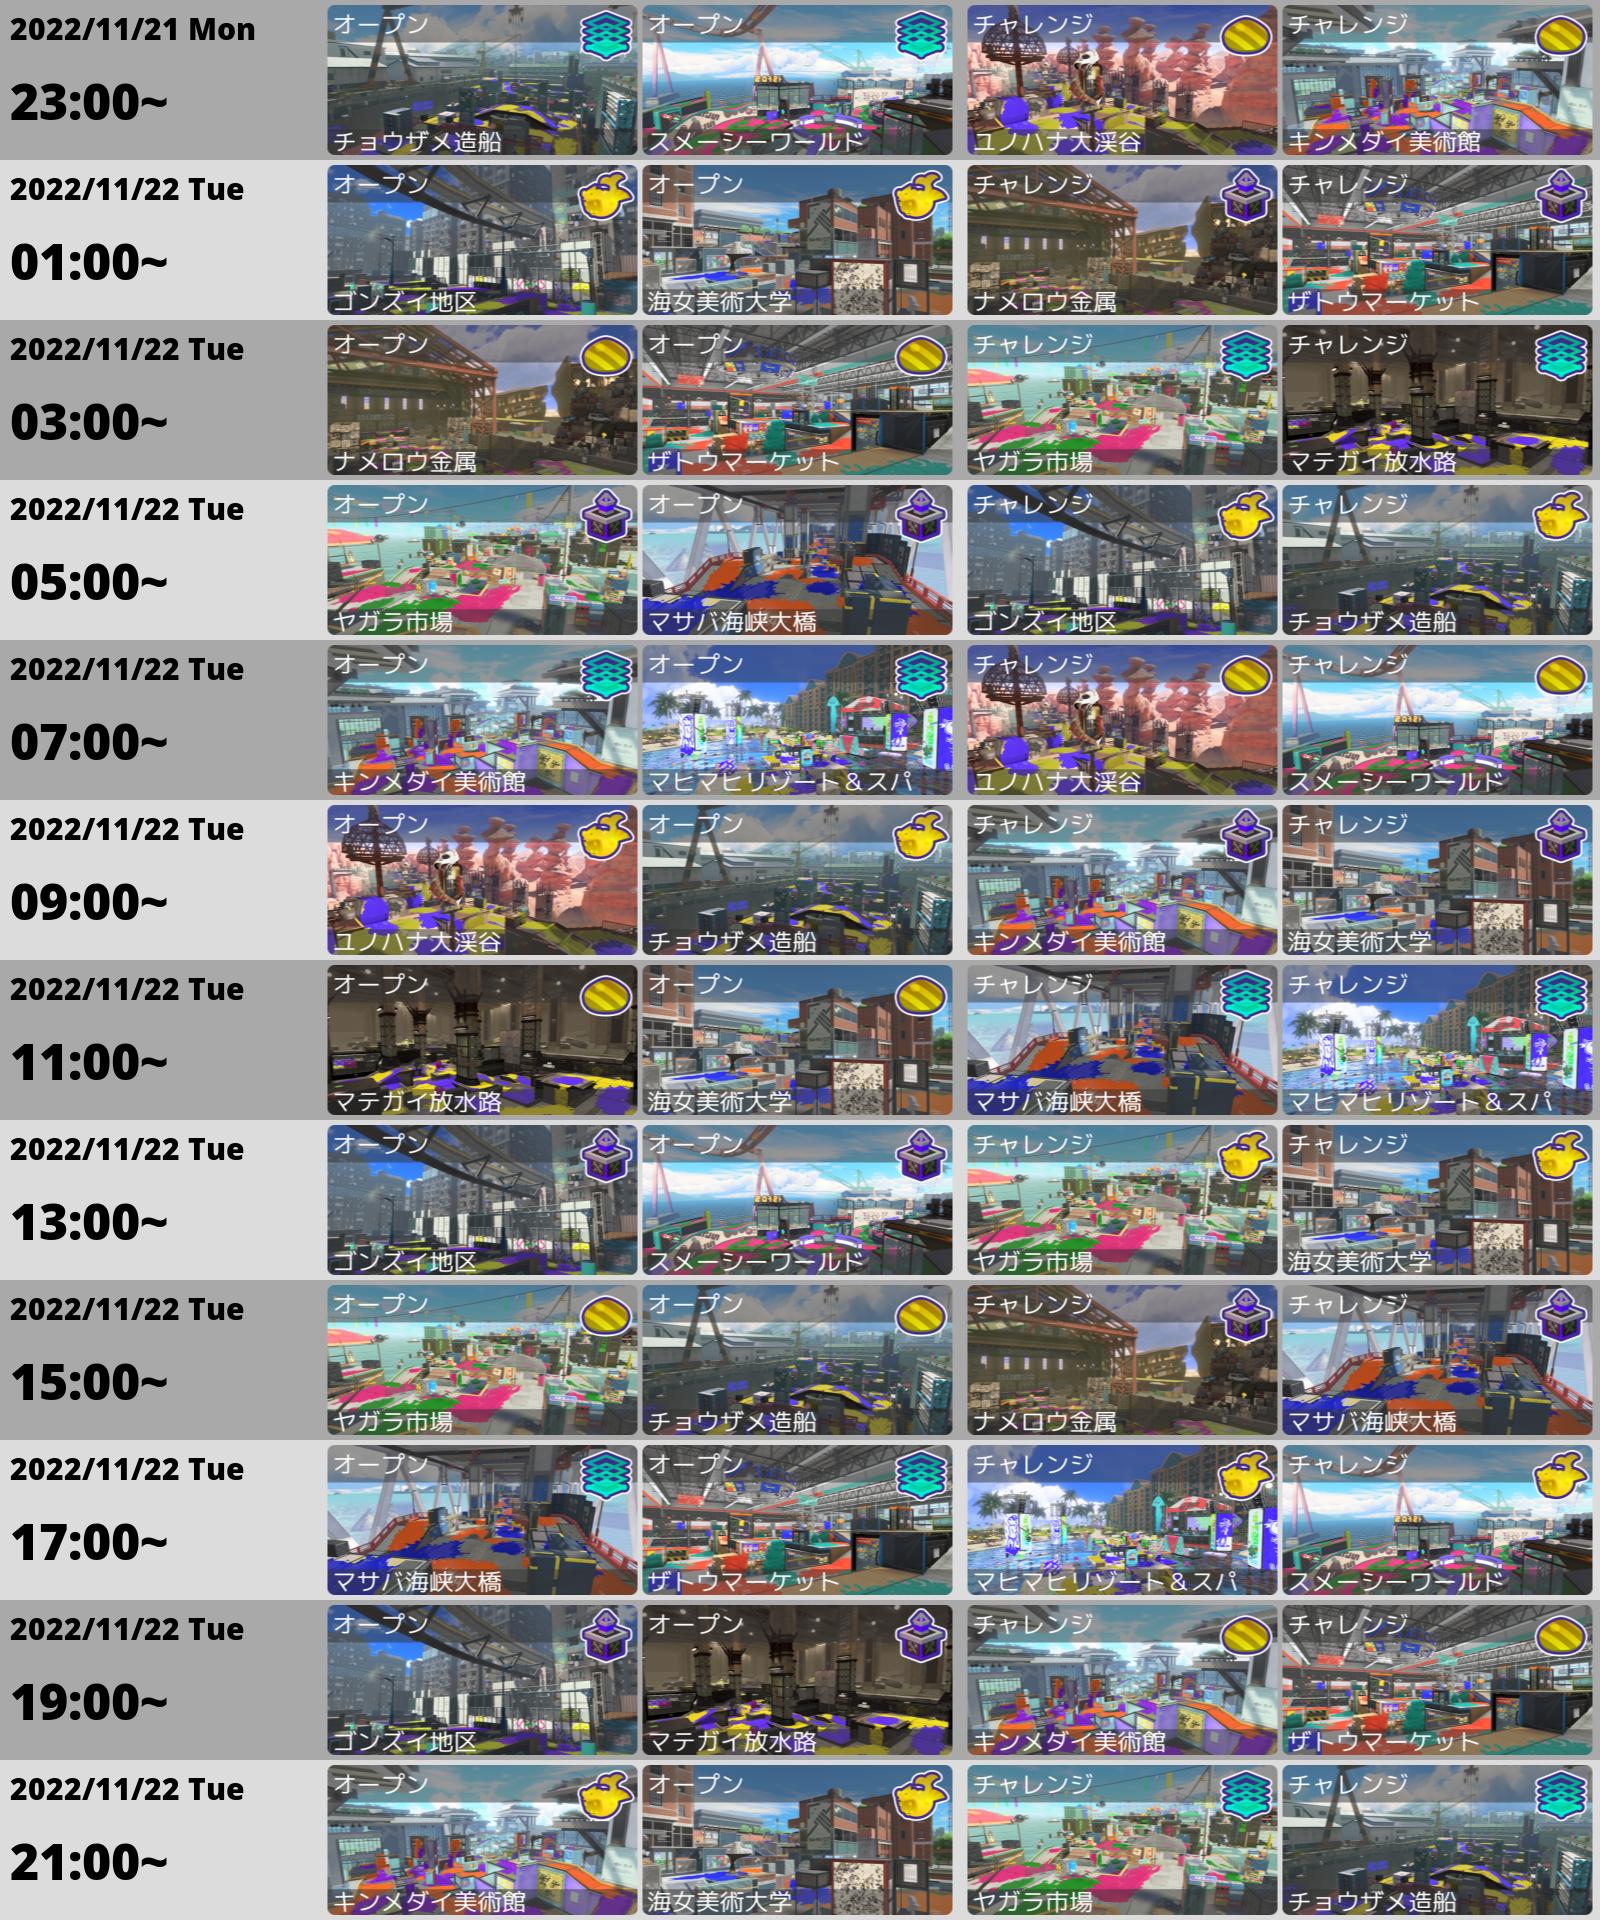 2022/11/21 Mon
23:00~
オープン
チョウザメ造船
オープン
スメーシーワールド
チャレンジ
ユノハナ大渓谷
チャレンジ
キンメダイ美術館
2022/11/22 Tue
01:00~
オープン
ゴンズイ地区
オープン
海女美術大学
チャレンジ
ナメロウ金属
チャレンジ
ザトウマーケット
2022/11/22 Tue
03:00~
オープン
ナメロウ金属
オープン
ザトウマーケット
チャレンジ
ヤガラ市場
チャレンジ
マテガイ放水路
2022/11/22 Tue
05:00~
オープン
ヤガラ市場
オープン
マサバ海峡大橋
チャレンジ
ゴンズイ地区
チャレンジ
チョウザメ造船
2022/11/22 Tue
07:00~
オープン
キンメダイ美術館
オープン
マヒマヒリゾート＆スパ
チャレンジ
ユノハナ大渓谷
チャレンジ
スメーシーワールド
2022/11/22 Tue
09:00~
オープン
ユノハナ大渓谷
オープン
チョウザメ造船
チャレンジ
キンメダイ美術館
チャレンジ
海女美術大学
2022/11/22 Tue
11:00~
オープン
マテガイ放水路
オープン
海女美術大学
チャレンジ
マサバ海峡大橋
チャレンジ
マヒマヒリゾート＆スパ
2022/11/22 Tue
13:00~
オープン
ゴンズイ地区
オープン
スメーシーワールド
チャレンジ
ヤガラ市場
チャレンジ
海女美術大学
2022/11/22 Tue
15:00~
オープン
ヤガラ市場
オープン
チョウザメ造船
チャレンジ
ナメロウ金属
チャレンジ
マサバ海峡大橋
2022/11/22 Tue
17:00~
オープン
マサバ海峡大橋
オープン
ザトウマーケット
チャレンジ
マヒマヒリゾート＆スパ
チャレンジ
スメーシーワールド
2022/11/22 Tue
19:00~
オープン
ゴンズイ地区
オープン
マテガイ放水路
チャレンジ
キンメダイ美術館
チャレンジ
ザトウマーケット
2022/11/22 Tue
21:00~
オープン
キンメダイ美術館
オープン
海女美術大学
チャレンジ
ヤガラ市場
チャレンジ
チョウザメ造船